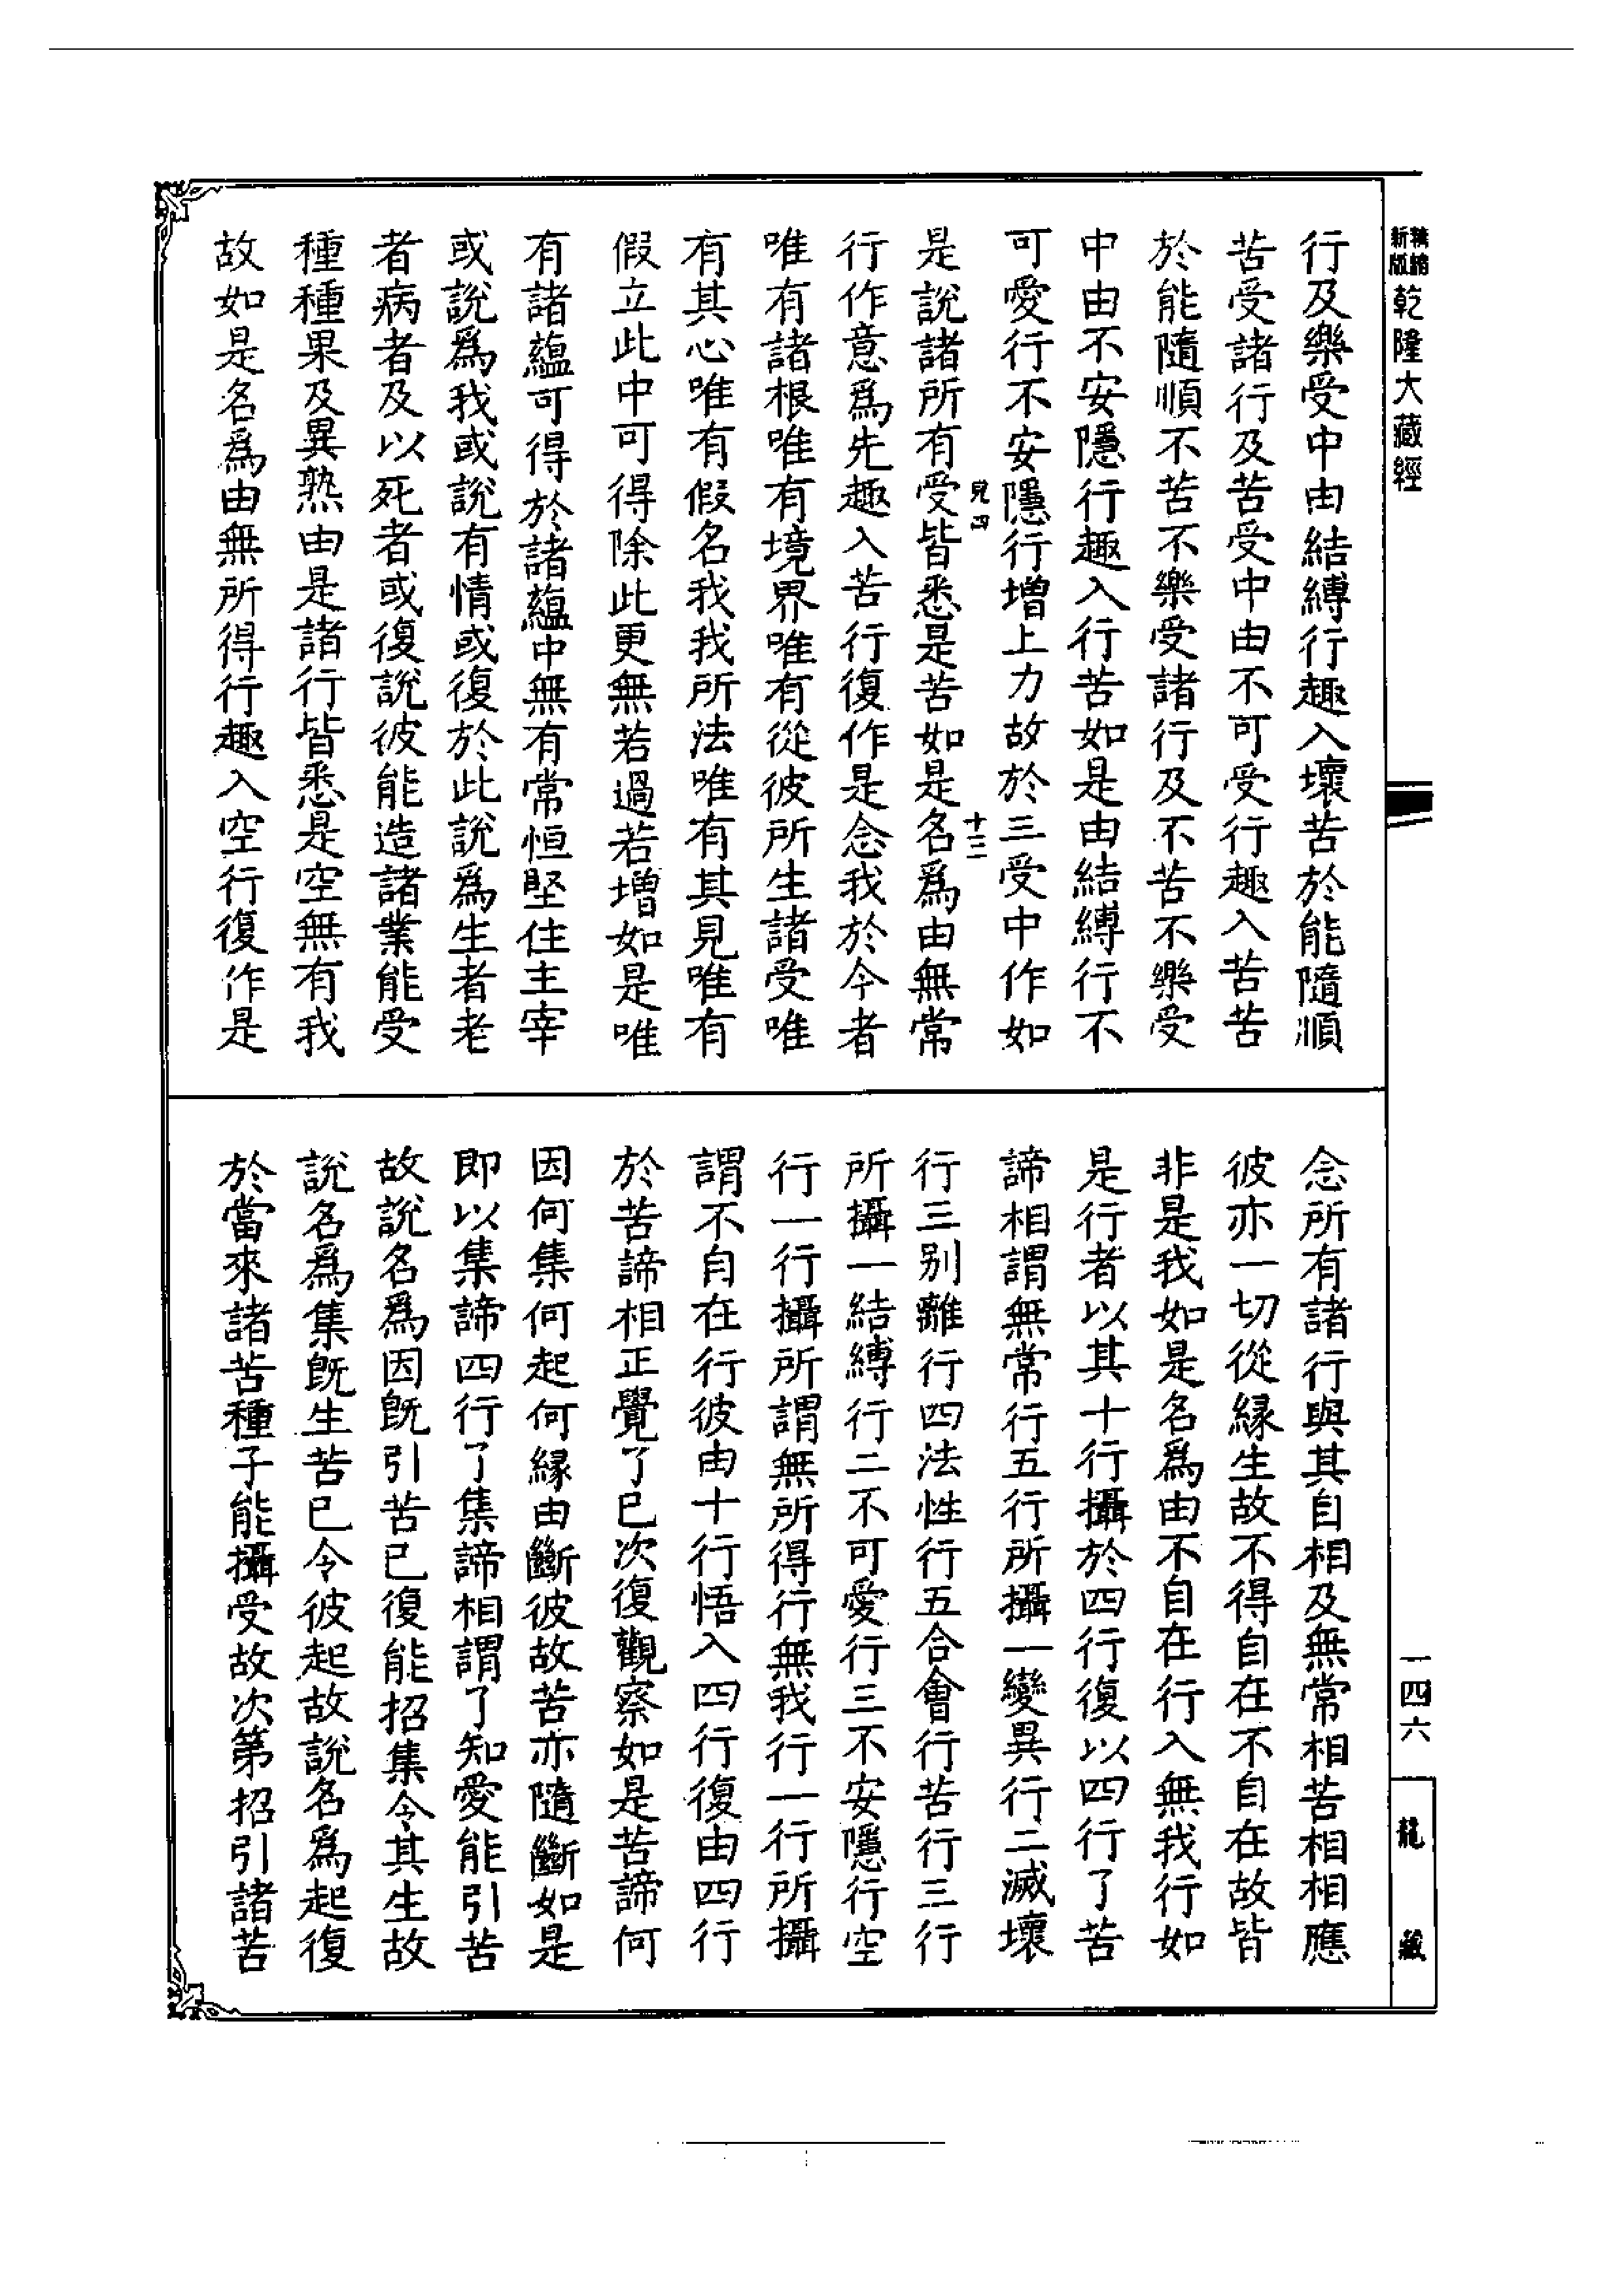 新版
乾隆大藏經
行及樂受中由結縛行趣入壞苦於能隨順
苦受諸行及苦受中由不可受行趣入苦苦
於能隨順不苦不樂受諸行及不苦不樂受
中由不安隱行趣入行苦如是由結縛行不
可愛行不安隱行增上力故於三受中作如
皃四
十三
是說諸所有受皆悉是苦如是名爲由無常
行作意爲先趣入苦行復作是念我於今者
唯有諸根唯有境界唯有從彼所生諸受唯
有其心唯有假名我我所法唯有其見唯有
假立此中可得除此更無若過若增如是唯
有諸蘊可得於諸蘊中無有常恒堅住主宰
或說爲我或說有情或復於此說爲生者老
者病者及以死者或復說彼能造諸業能受
種種果及異熟由是諸行皆悉是空無有我
故如是名爲由無所得行趣入空行復作是
念所有諸行與其自相及無常相苦相相應
彼亦一切從緣生故不得自在不自在故皆
非是我如是名爲由不自在行入無我行如
是行者以其十行攝於四行復以四行了苦
諦相謂無常行五行所攝一變異行二滅壞
行三別離行四法性行五合會行苦行三行
所攝一結縛行二不可愛行三不安隱行空
行一行攝所謂無所得行無我行一行所攝
謂不自在行彼由十行悟入四行復由四行
於苦諦相正覺了已次復觀察如是苦諦何
因何集何起何緣由斷彼故苦亦隨斷如是
即以集諦四行了集諦相謂了知愛能引苦
故說名爲因旣引苦已復能招集令其生故
說名爲集旣生苦已令彼起故說名爲起復
於當來諸苦種子能攝受故次第招引諸苦
一四六
龍藏